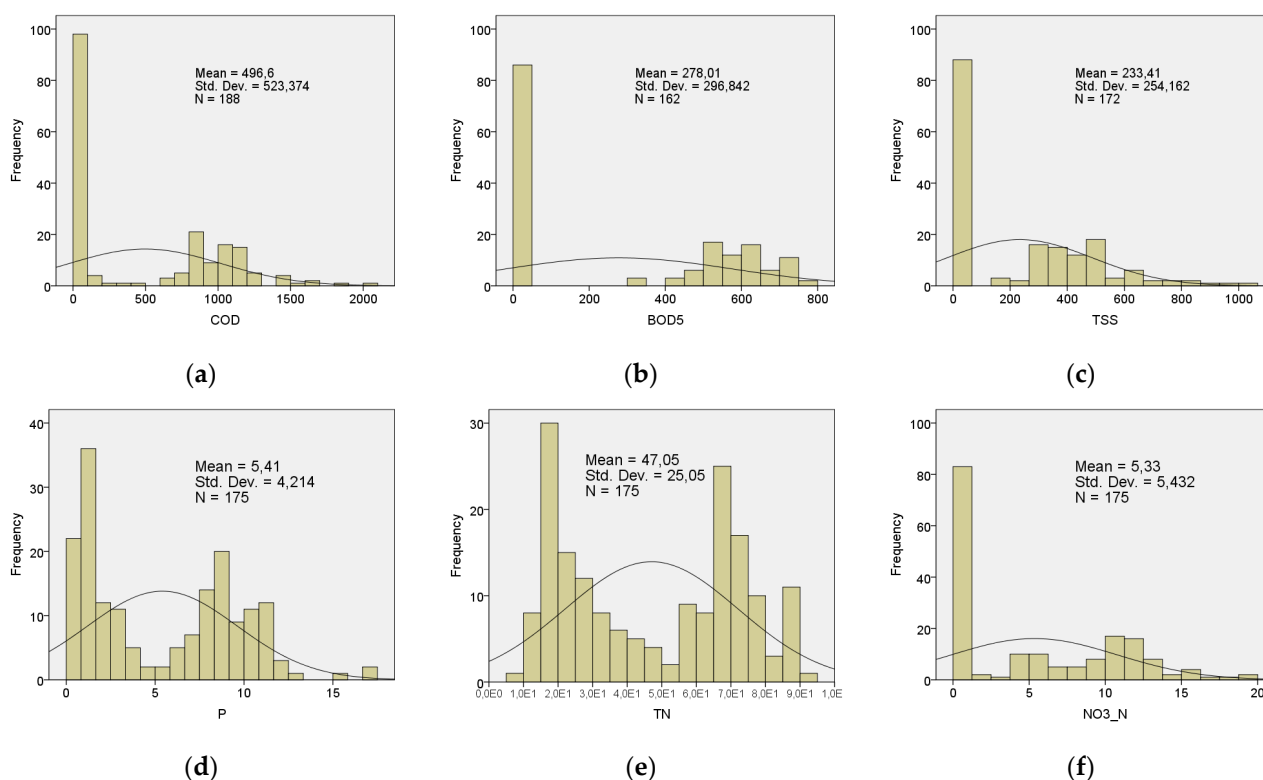 100
80
60
40
20
0
Frequency
Mean = 496,6
Std. Dev. = 523,374
N = 188
0 500 1000 1500 2000
COD
(a)
100
80
60
40
20
0
Frequency
Mean = 278,01
Std. Dev. = 296,842
N = 162
0 200 400 600 800
BOD5
(b)
100
80
60
40
20
0
Frequency
Mean = 233,41
Std. Dev. = 254,162
N = 172
0 200 400 600 800 1000
TSS
(c)
40
30
20
10
0
Frequency
Mean = 5,41
Std. Dev. = 4,214
N = 175
0 5 10 15
P
(d)
30
20
10
0
Frequency
Mean = 47,05
Std. Dev. = 25,05
N = 175
0,0E0 1,0E1 2,0E1 3,0E1 4,0E1 5,0E1 6,0E1 7,0E1 8,0E1 9,0E1 1,0E
TN
(e)
100
80
60
40
20
0
Frequency
Mean = 5,33
Std. Dev. = 5,432
N = 175
0 5 10 15 20
NO3_N
(f)